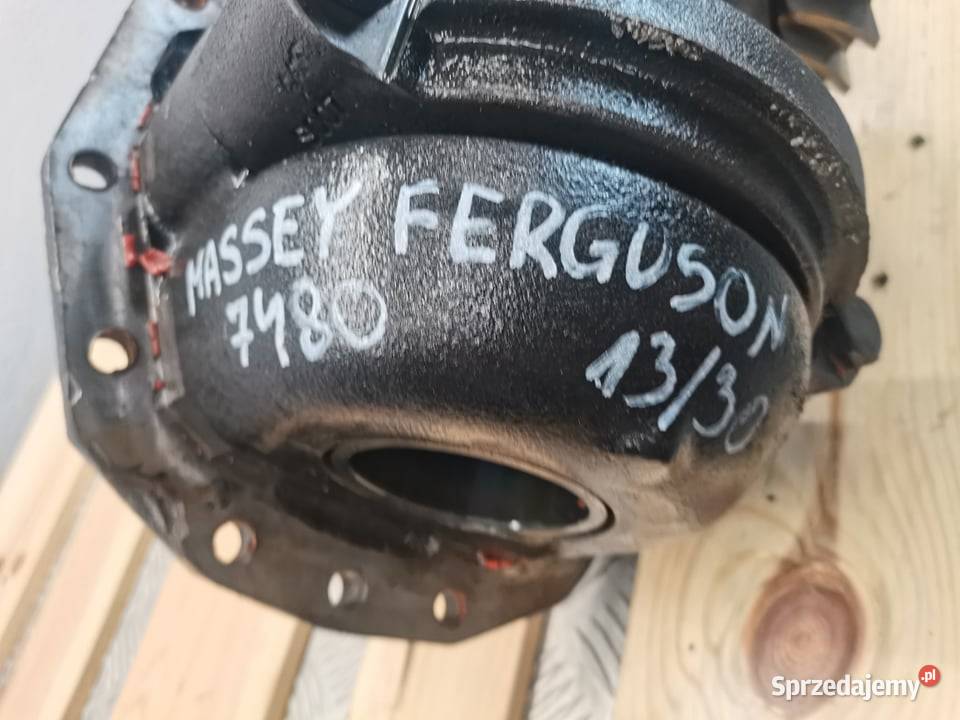 MASSEY FERGUSON
7480
13/30
Sprzedajemy.pl